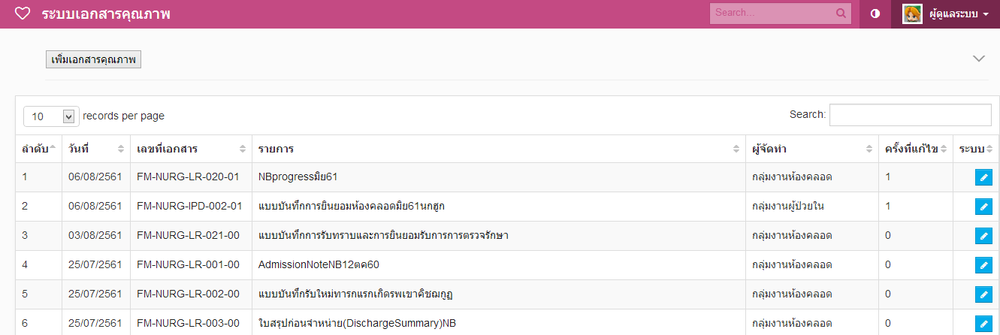 ระบบเอกสารคุณภาพ Search... ผู้ดูแลระบบ
เพิ่มเอกสารคุณภาพ
10 records per page Search:
ลำดับ วันที่ เลขที่เอกสาร รายการ ผู้จัดทำ ครั้งที่แก้ไข ระบบ
1 06/08/2561 FM-NURG-LR-020-01 NBprogressมิย61 กลุ่มงานห้องคลอด 1
2 06/08/2561 FM-NURG-IPD-002-01 แบบบันทึกการยินยอมห้องคลอดมิย61นกฮูก กลุ่มงานผู้ป่วยใน 1
3 03/08/2561 FM-NURG-LR-021-00 แบบบันทึกการรับทราบและการยินยอมรับการการตรวจรักษา กลุ่มงานห้องคลอด 0
4 25/07/2561 FM-NURG-LR-001-00 AdmissionNoteNB12ตค60 กลุ่มงานห้องคลอด 0
5 25/07/2561 FM-NURG-LR-002-00 แบบบันทึกรับใหม่ทารกแรกเกิดรพเขาคิชฌกูฏ กลุ่มงานห้องคลอด 0
6 25/07/2561 FM-NURG-LR-003-00 ใบสรุปก่อนจำหน่าย(DischargeSummary)NB กลุ่มงานห้องคลอด 0